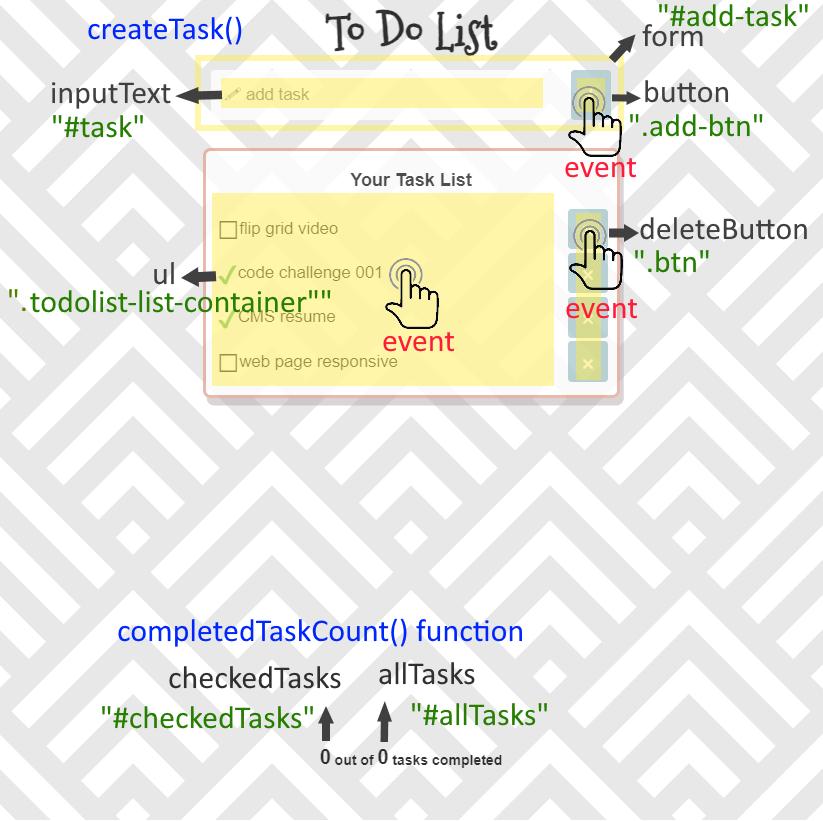 createTask()
To Do List
"#add-task"
form
inputText
add task
button
"#task"
".add-btn"
event
Your Task List
flip grid video
deleteButton
".btn"
ul
code challenge 001
".todolist-list-container""
CMS resume
event
event
web page responsive
×
completedTaskCount() function
checkedTasks
allTasks
"#checkedTasks"
"#allTasks"
0 out of 0 tasks completed